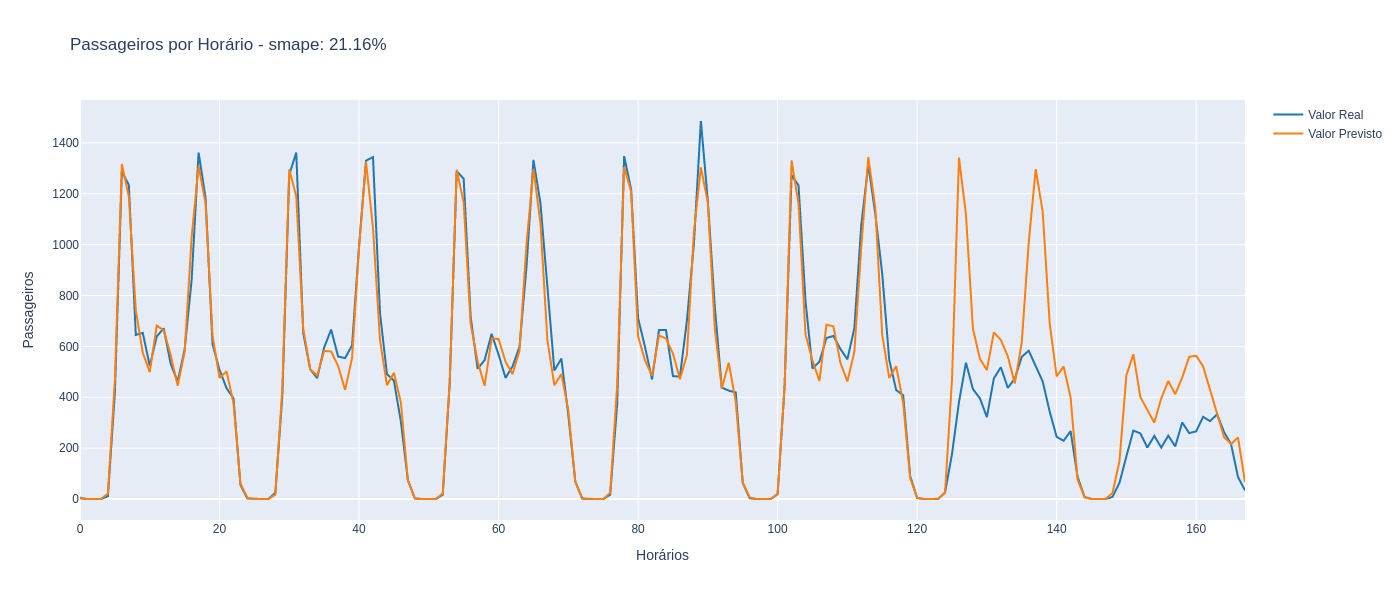 Passageiros por Horário - smape: 21.16%
Valor Real
Valor Previsto
1400
1200
1000
800
600
400
200
0
Passageiros
0 20 40 60 80 100 120 140 160
Horários